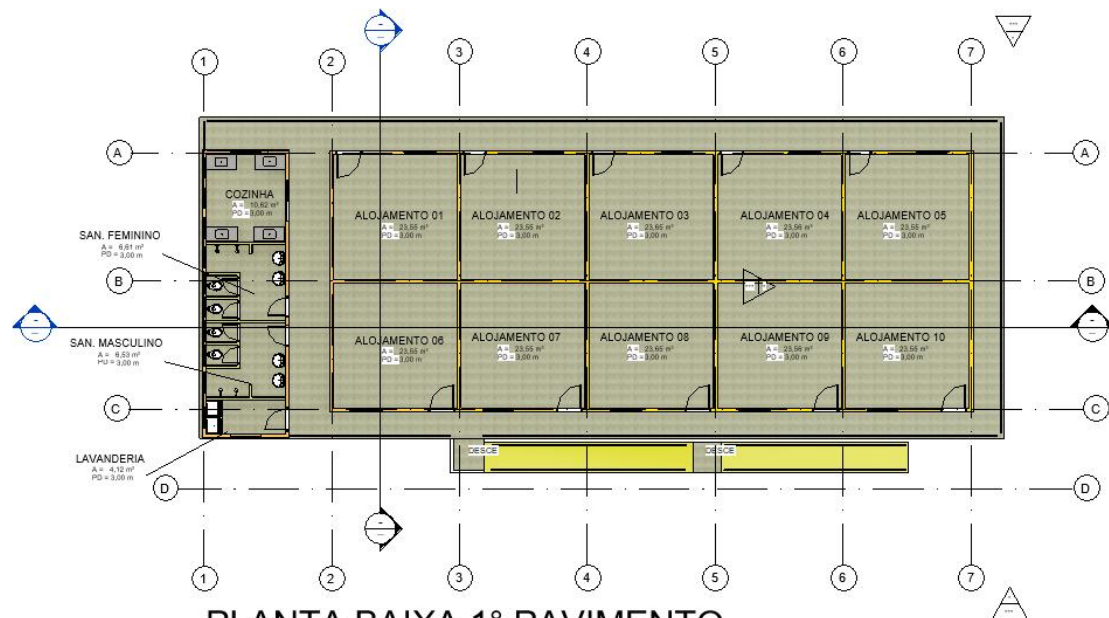 1
2
3
4
5
6
7
A
A
COZINHA
A = 10,62 m²
PD = 3,00 m
ALOJAMENTO 01
A = 23,55 m²
PD = 3,00 m
ALOJAMENTO 02
A = 23,55 m²
PD = 3,00 m
ALOJAMENTO 03
A = 23,65 m²
PD = 3,00 m
ALOJAMENTO 04
A = 23,56 m²
PD = 3,00 m
ALOJAMENTO 05
A = 23,55 m²
PD = 3,00 m
SAN. FEMININO
A = 6,61 m²
PD = 3,00 m
B
B
SAN. MASCULINO
A = 6,53 m²
PD = 3,00 m
ALOJAMENTO 06
A = 23,55 m²
PD = 3,00 m
ALOJAMENTO 07
A = 23,55 m²
PD = 3,00 m
ALOJAMENTO 08
A = 23,65 m²
PD = 3,00 m
ALOJAMENTO 09
A = 23,56 m²
PD = 3,00 m
ALOJAMENTO 10
A = 23,55 m²
PD = 3,00 m
C
C
LAVANDERIA
A = 4,12 m²
PD = 3,00 m
DESCE
DESCE
D
D
1
2
3
4
5
6
7
PLANTA BAIXA 1° PAVIMENTO